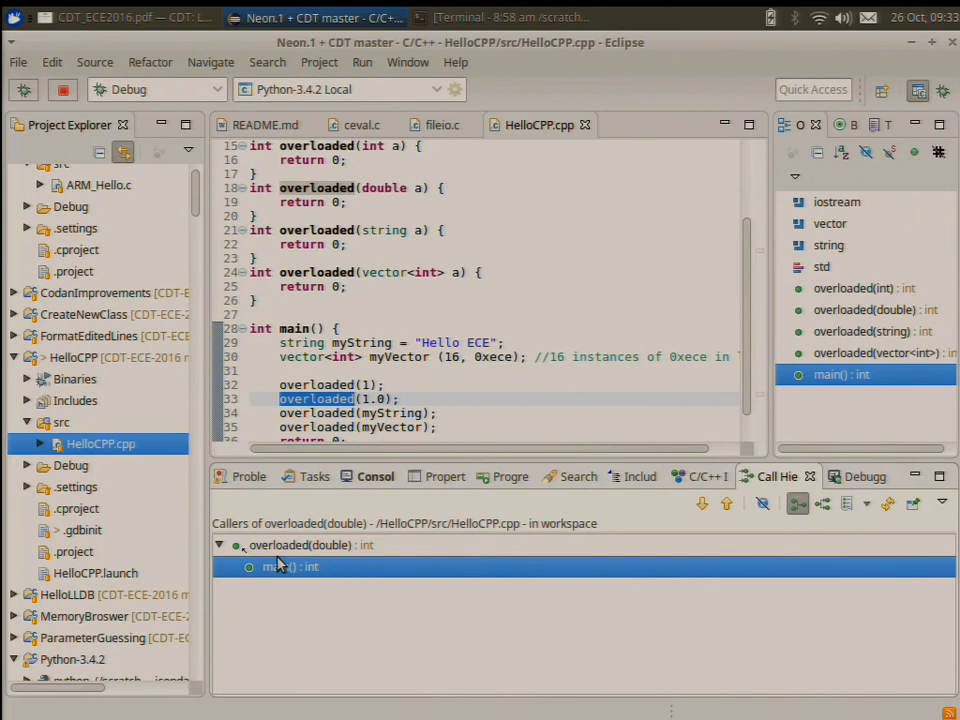 CDT_ECE2016.pdf — CDT: L...
Neon.1 + CDT master - C/C+...
[Terminal - 8:58 am /scratch...
26 Oct, 09:33
Neon.1 + CDT master - C/C++ - HelloCPP/src/HelloCPP.cpp - Eclipse
File Edit Source Refactor Navigate Search Project Run Window Help
Debug
Python-3.4.2 Local
Quick Access
Project Explorer
src
ARM_Hello.c
Debug
.settings
.cproject
.project
CodanImprovements [CDT-E
CreateNewClass [CDT-ECE
FormatEditedLines [CDT-E
> HelloCPP [CDT-ECE
Binaries
Includes
src
HelloCPP.cpp
Debug
.settings
.cproject
> .gdbinit
.project
HelloCPP.launch
HelloLLDB [CDT-ECE-2016 m
MemoryBroswer [CDT-ECE-
ParameterGuessing [CDT-EC
Python-3.4.2
README.md
ceval.c
fileio.c
HelloCPP.cpp
15 int overloaded(int a) {
16 return 0;
17 }
18 int overloaded(double a) {
19 return 0;
20 }
21 int overloaded(string a) {
22 return 0;
23 }
24 int overloaded(vector<int> a) {
25 return 0;
26 }
27
28 int main() {
29 string myString = "Hello ECE";
30 vector<int> myVector (16, 0xece); //16 instances of 0xece in
31
32 overloaded(1);
33 overloaded(1.0);
34 overloaded(myString);
35 overloaded(myVector);
36 return 0;
O
B
T
iostream
vector
string
std
overloaded(int) : int
overloaded(double) : int
overloaded(string) : int
overloaded(vector<int>) : in
main() : int
Proble
Tasks
Consol
Propert
Progre
Search
Includ
C/C++ I
Call Hie
Debugg
Callers of overloaded(double) - /HelloCPP/src/HelloCPP.cpp - in workspace
overloaded(double) : int
main() : int